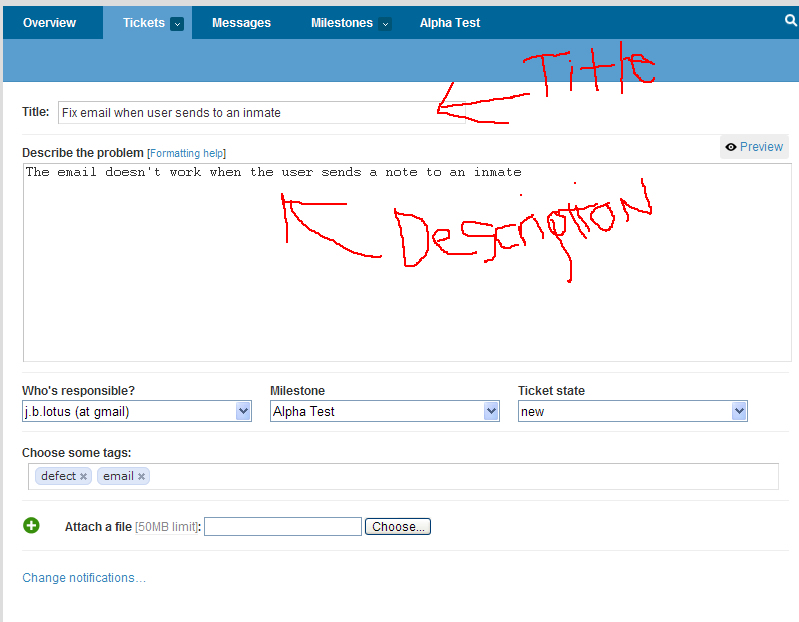 Overview Tickets Messages Milestones Alpha Test
Title
Title: Fix email when user sends to an inmate
Preview
Describe the problem [Formatting help]
The email doesn't work when the user sends a note to an inmate
Description
Who's responsible? Milestone Ticket state
j.b.lotus (at gmail) Alpha Test new
Choose some tags:
defect × email ×
Attach a file [50MB limit]: Choose...
Change notifications...